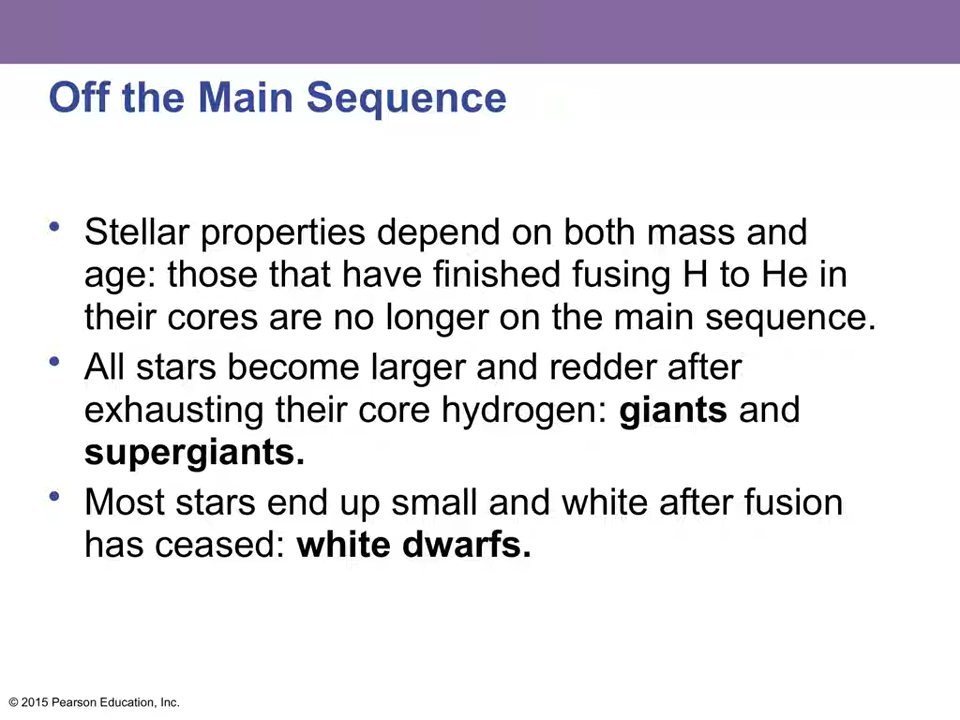 Off the Main Sequence
• Stellar properties depend on both mass and
age: those that have finished fusing H to He in
their cores are no longer on the main sequence.
• All stars become larger and redder after
exhausting their core hydrogen: giants and
supergiants.
• Most stars end up small and white after fusion
has ceased: white dwarfs.
© 2015 Pearson Education, Inc.